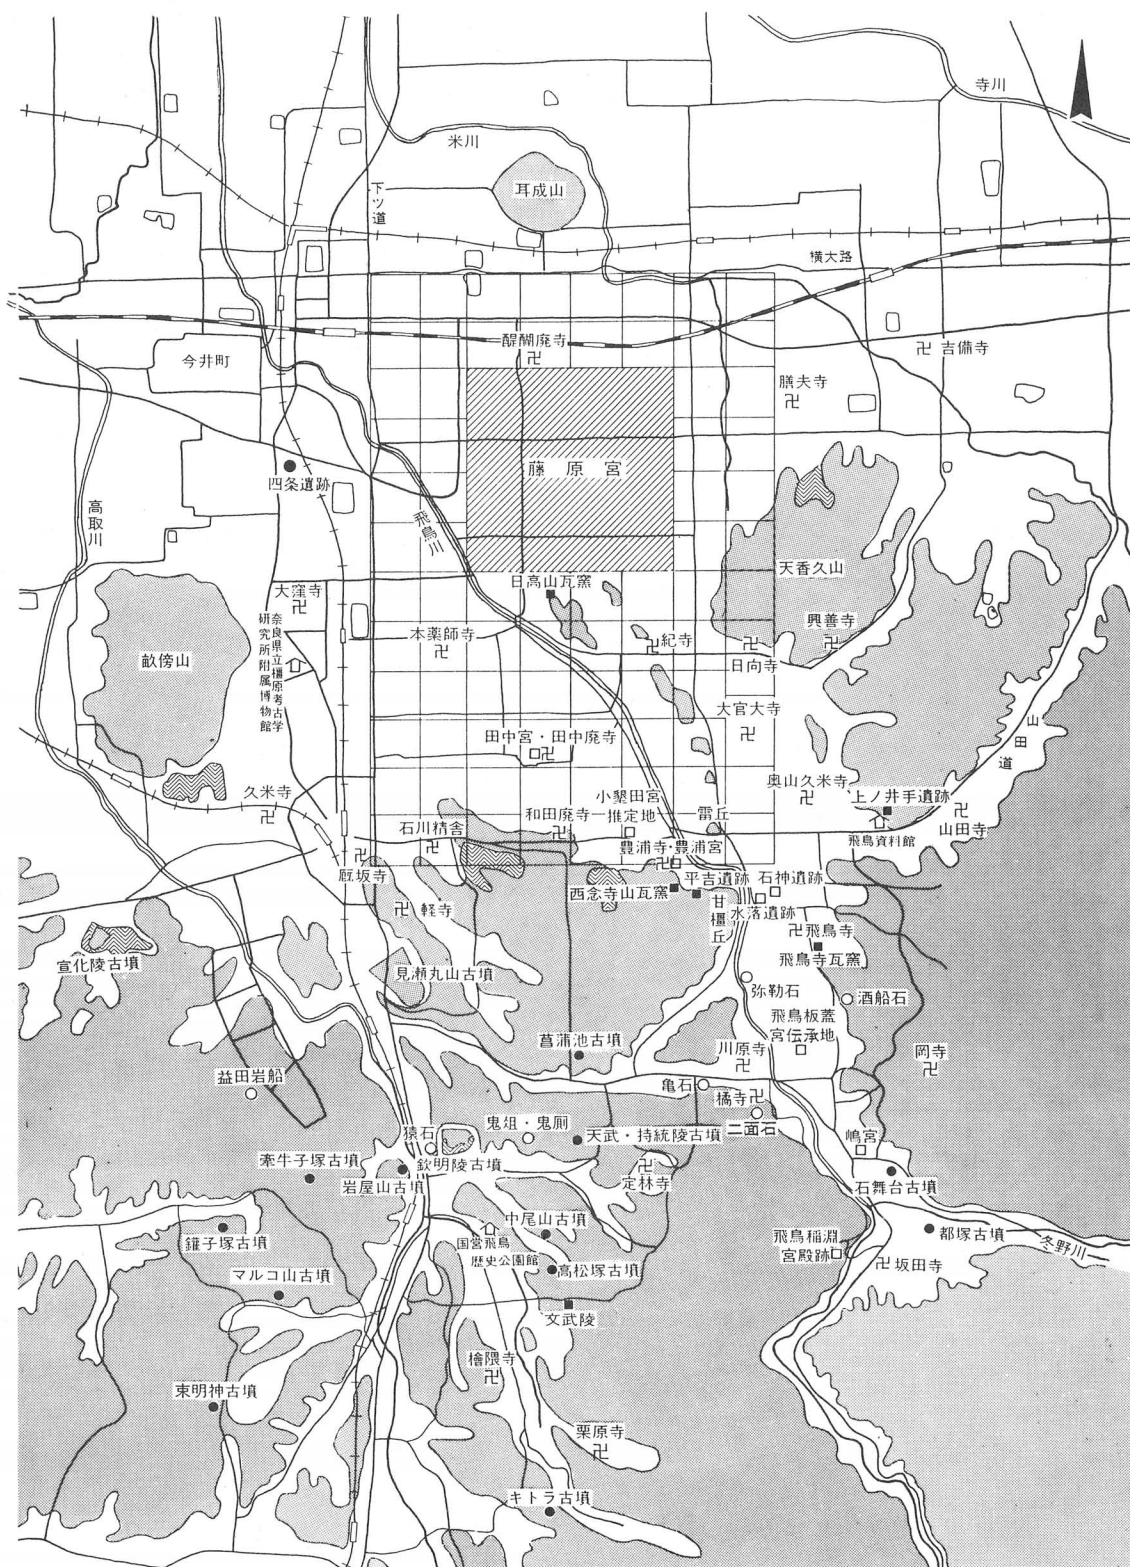 寺川
米川
耳成山
下ツ道
横大路
醍醐廃寺
吉備寺
今井町
膳夫寺
四条遺跡
藤原宮
高取川
飛鳥川
天香久山
日高山瓦窯
大窪寺
興善寺
奈良県立橿原考古学
研究所附属博物館
本薬師寺
紀寺
畝傍山
日向寺
大官大寺
山田道
田中宮・田中廃寺
奥山久米寺
久米寺
小墾田宮
推定地
上ノ井手遺跡
和田廃寺
雷丘
石川精舎
山田寺
飛鳥資料館
豊浦寺
豊浦宮
厩坂寺
平吉遺跡
石神遺跡
西念寺山瓦窯
甘樫丘
軽寺
水落遺跡
飛鳥寺
宣化陵古墳
飛鳥寺瓦窯
見瀬丸山古墳
弥勒石
酒船石
飛鳥板蓋
宮伝承地
菖蒲池古墳
川原寺
岡寺
益田岩船
亀石
橘寺
鬼俎・鬼厠
二面石
猿石
天武・持統陵古墳
嶋宮
牽牛子塚古墳
欽明陵古墳
岩屋山古墳
定林寺
石舞台古墳
中尾山古墳
都塚古墳
鑵子塚古墳
国営飛鳥
歴史公園館
飛鳥稲淵
宮殿跡
冬野川
マルコ山古墳
高松塚古墳
坂田寺
文武陵
檜隈寺
束明神古墳
栗原寺
キトラ古墳